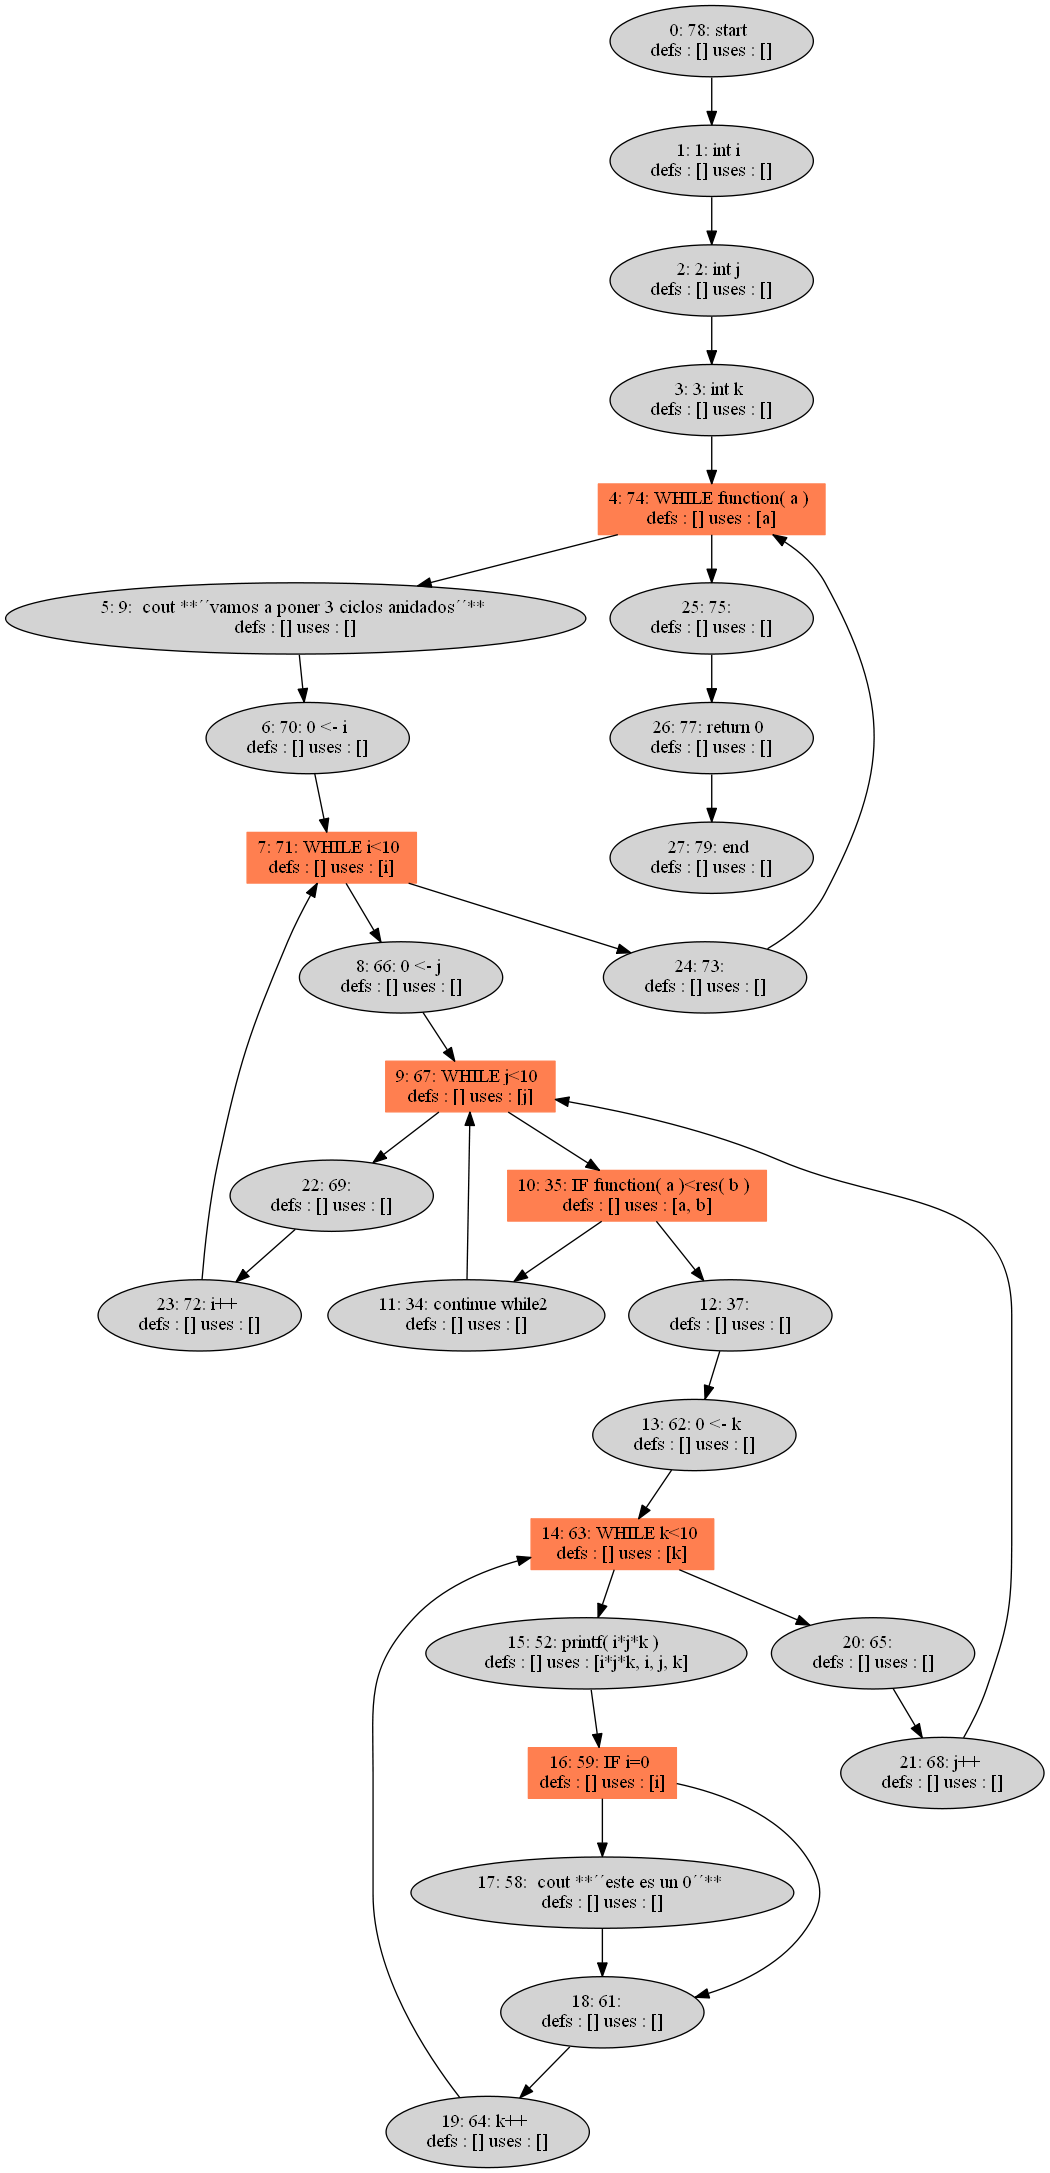 0: 78: start
defs : [] uses : []
1: 1: int i
defs : [] uses : []
2: 2: int j
defs : [] uses : []
3: 3: int k
defs : [] uses : []
4: 74: WHILE function( a )
defs : [] uses : [a]
5: 9:  cout **´´vamos a poner 3 ciclos anidados´´**
defs : [] uses : []
25: 75:
defs : [] uses : []
6: 70: 0 <- i
defs : [] uses : []
26: 77: return 0
defs : [] uses : []
7: 71: WHILE i<10
defs : [] uses : [i]
27: 79: end
defs : [] uses : []
8: 66: 0 <- j
defs : [] uses : []
24: 73:
defs : [] uses : []
9: 67: WHILE j<10
defs : [] uses : [j]
22: 69:
defs : [] uses : []
10: 35: IF function( a )<res( b )
defs : [] uses : [a, b]
23: 72: i++
defs : [] uses : []
11: 34: continue while2
defs : [] uses : []
12: 37:
defs : [] uses : []
13: 62: 0 <- k
defs : [] uses : []
14: 63: WHILE k<10
defs : [] uses : [k]
15: 52: printf( i*j*k )
defs : [] uses : [i*j*k, i, j, k]
20: 65:
defs : [] uses : []
16: 59: IF i=0
defs : [] uses : [i]
21: 68: j++
defs : [] uses : []
17: 58:  cout **´´este es un 0´´**
defs : [] uses : []
18: 61:
defs : [] uses : []
19: 64: k++
defs : [] uses : []